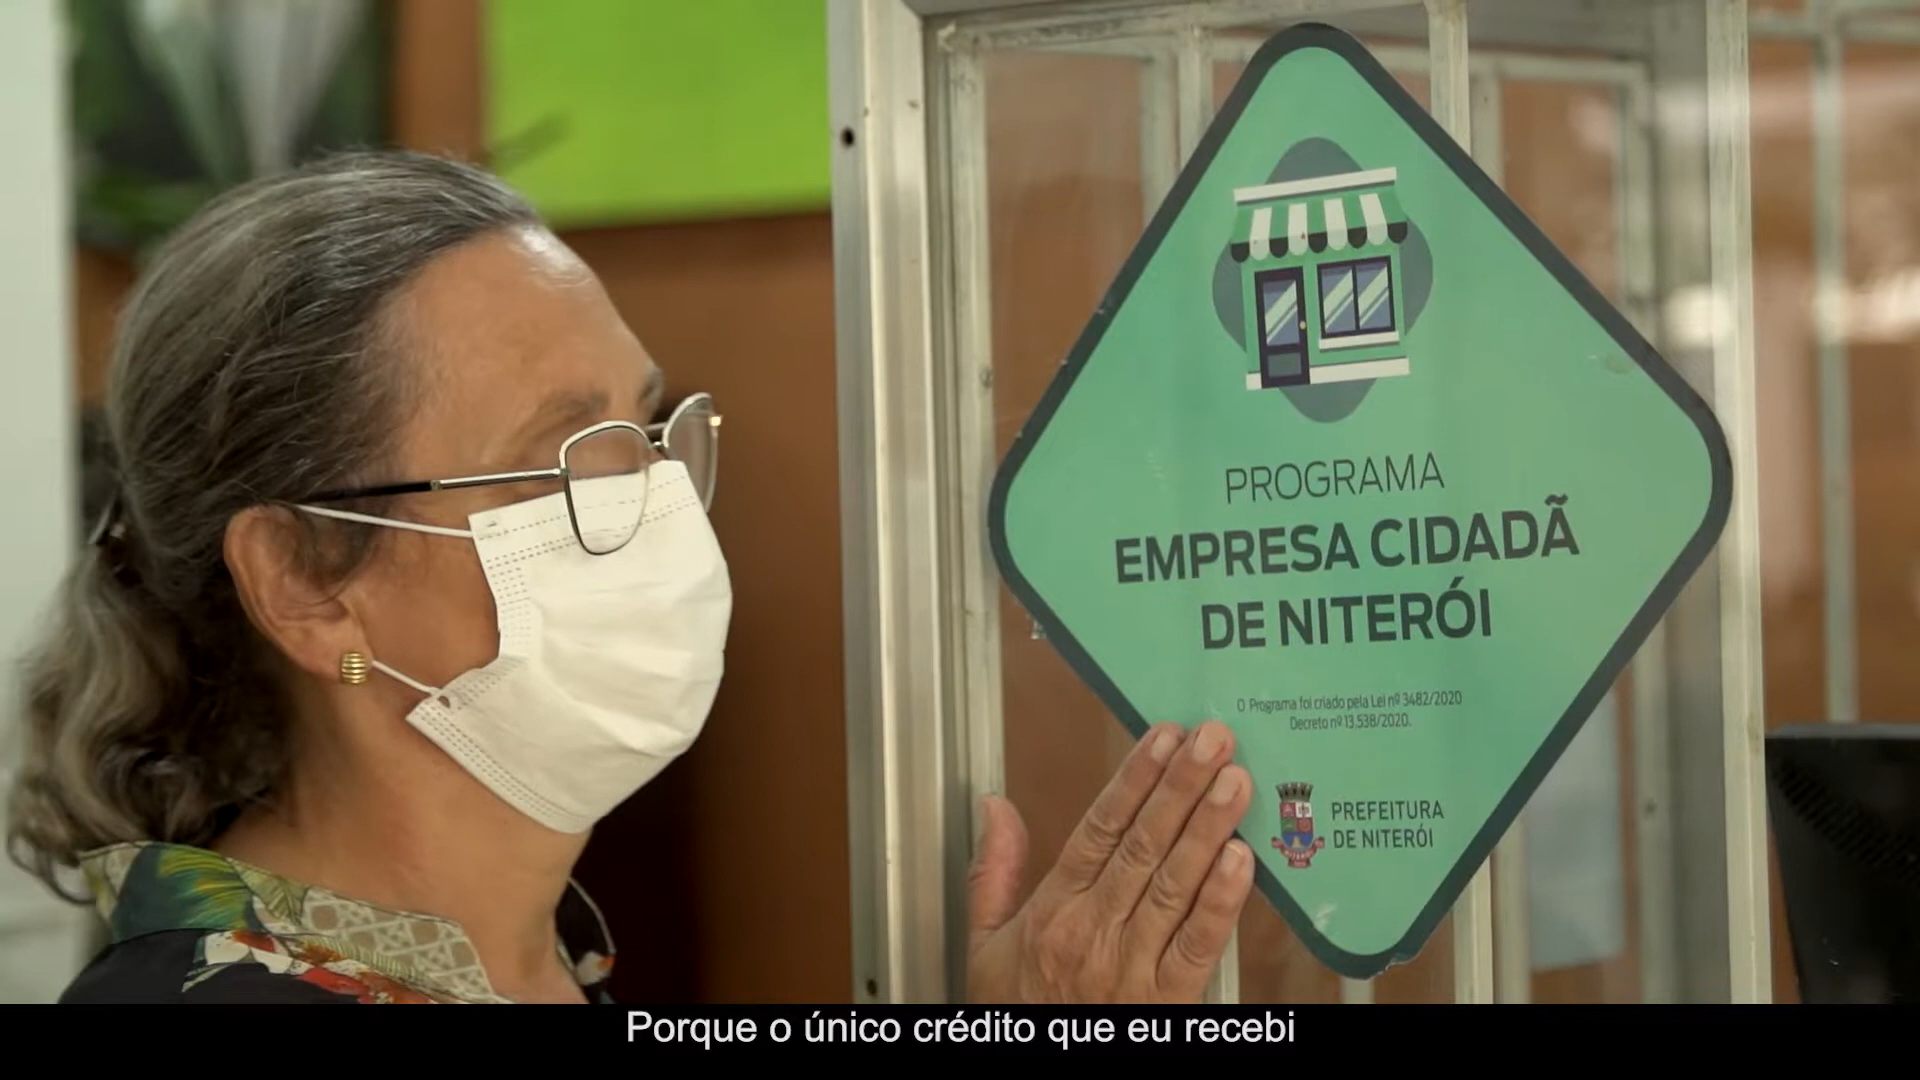 PROGRAMA
EMPRESA CIDADÃ
DE NITERÓI
O Programa foi criado pela Lei nº 3482/2020
Decreto nº 13.538/2020.
PREFEITURA
DE NITERÓI
Porque o único crédito que eu recebi